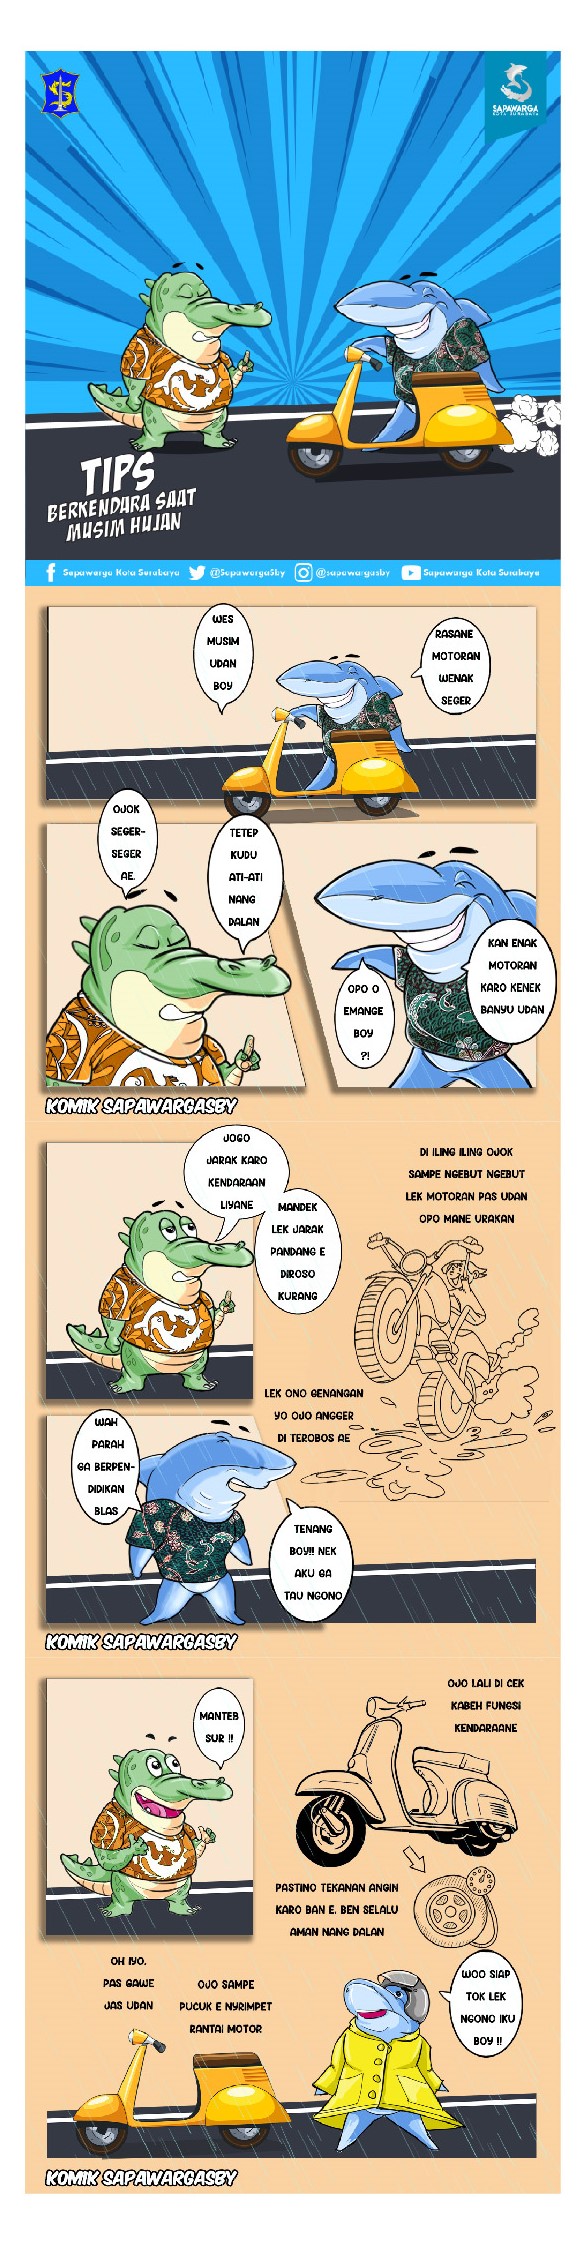 SAPAWARGA
KOTA SURABAYA
TIPS
BERKENDARA SAAT
MUSIM HUJAN
Sapawarga Kota Surabaya
@SapawargaSby
@sapawargasby
Sapawarga Kota Surabaya
WES
MUSIM
UDAN
BOY
RASANE
MOTORAN
WENAK
SEGER
OJOK
SEGER-
SEGER
AE.
TETEP
KUDU
ATI-ATI
NANG
DALAN
KAN ENAK
MOTORAN
KARO KENEK
BANYU UDAN
OPO O
EMANGE
BOY
?!
KOMIK SAPAWARGASBY
JOGO
JARAK KARO
KENDARAAN
LIYANE
MANDEK
LEK JARAK
PANDANG E
DIROSO
KURANG
DI ILING ILING OJOK
SAMPE NGEBUT NGEBUT
LEK MOTORAN PAS UDAN
OPO MANE URAKAN
LEK ONO GENANGAN
YO OJO ANGGER
DI TEROBOS AE
WAH
PARAH
GA BERPEN-
DIDIKAN
BLAS
TENANG
BOY!! NEK
AKU GA
TAU NGONO
KOMIK SAPAWARGASBY
MANTEB
SUR !!
OJO LALI DI CEK
KABEH FUNGSI
KENDARAANE
PASTINO TEKANAN ANGIN
KARO BAN E. BEN SELALU
AMAN NANG DALAN
OH IYO.
PAS GAWE
JAS UDAN
OJO SAMPE
PUCUK E NYRIMPET
RANTAI MOTOR
WOO SIAP
TOK LEK
NGONO IKU
BOY !!
KOMIK SAPAWARGASBY